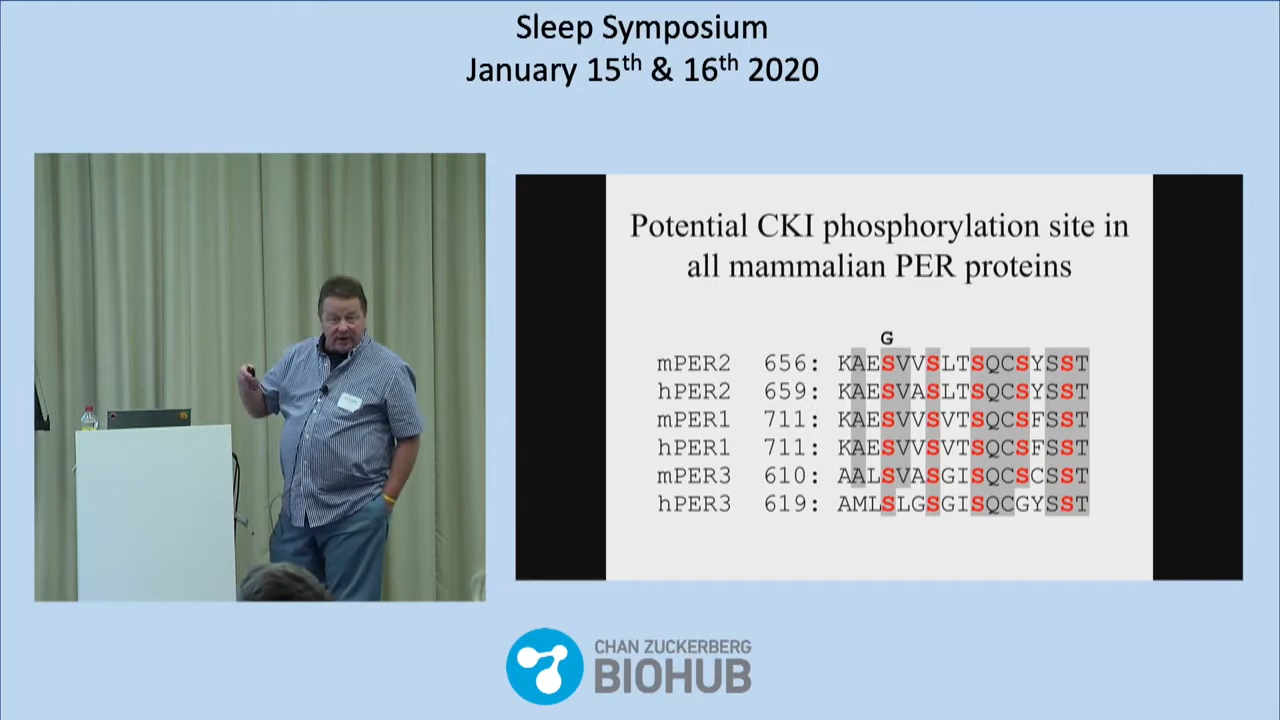 Sleep Symposium
January 15th & 16th 2020
Potential CKI phosphorylation site in
all mammalian PER proteins
G
mPER2 656: KAESVVSLTSQCSYSST
hPER2 659: KAESVASLTSQCSYSST
mPER1 711: KAESVVSVTSQCSFSST
hPER1 711: KAESVVSVTSQCSFSST
mPER3 610: AALSVASGISQCSCSST
hPER3 619: AMLSLGSGISQCGYSST
CHAN ZUCKERBERG
BIOHUB